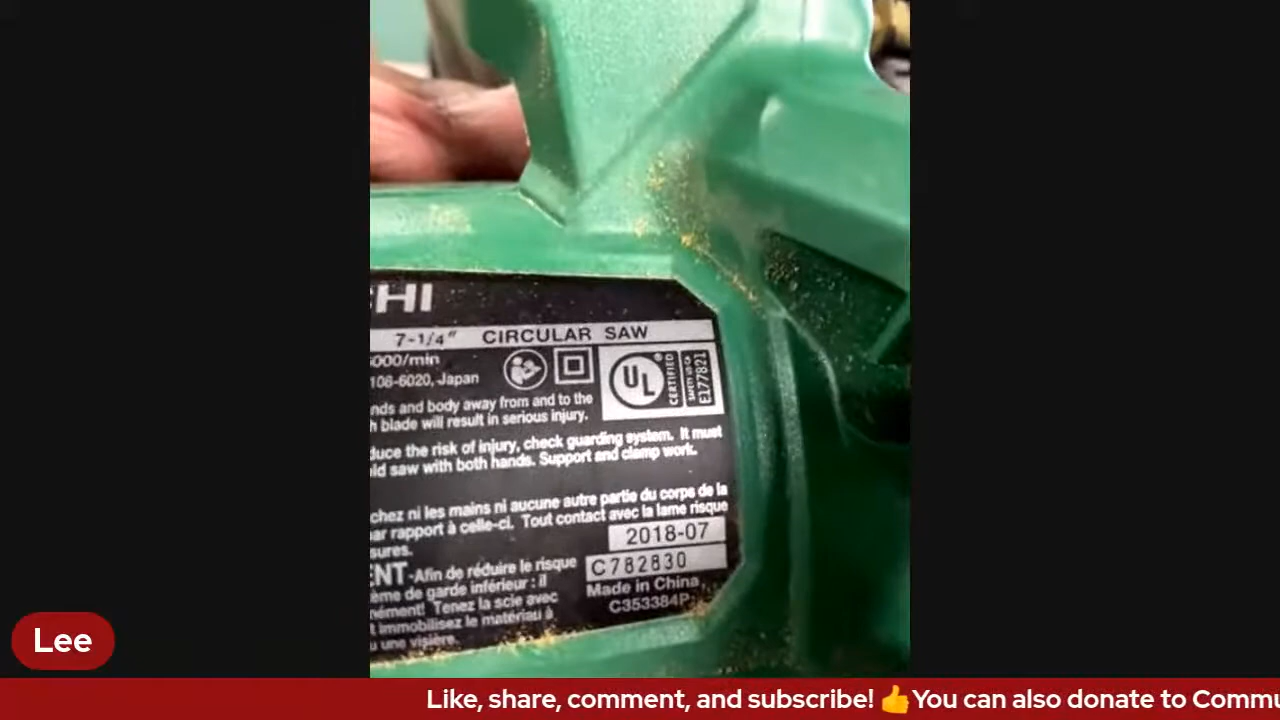 HI
7-1/4" CIRCULAR SAW
000/min
108-6020, Japan
UL
®
CERTIFIED
SAFETY US-CA
E177821
nds and body away from and to the
h blade will result in serious injury.
duce the risk of injury, check guarding system. It must
ld saw with both hands. Support and clamp work.
chez ni les mains ni aucune autre partie du corps de la
ar rapport à celle-ci. Tout contact avec la lame risque
sures.
2018-07
ENT-Afin de réduire le risque
C782830
ème de garde inférieur : il
Made in China
nément! Tenez la scie avec
C353384P
t immobilisez le matériau à
u une visière.
Lee
Like, share, comment, and subscribe! 👍You can also donate to Commu